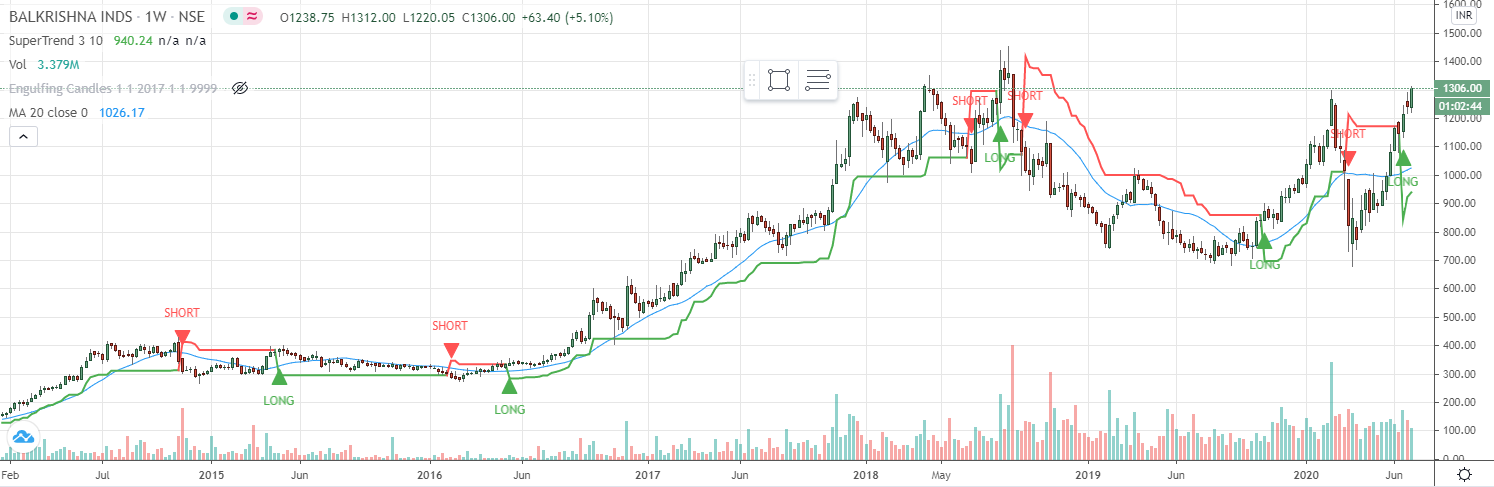 BALKRISHNA INDS · 1W · NSE O1238.75 H1312.00 L1220.05 C1306.00 +63.40 (+5.10%)
SuperTrend 3 10 940.24 n/a n/a
Vol 3.379M
Engulfing Candles 1 1 2017 1 1 9999
MA 20 close 0 1026.17
SHORT
LONG
SHORT
LONG
SHORT
LONG
SHORT
LONG
SHORT
LONG
1600.00
INR
1500.00
1400.00
1306.00
01:02:44
1200.00
1100.00
1000.00
900.00
800.00
700.00
600.00
500.00
400.00
300.00
200.00
100.00
0.00
Feb Jul 2015 Jun 2016 Jun 2017 Jun 2018 May 2019 Jun 2020 Jun